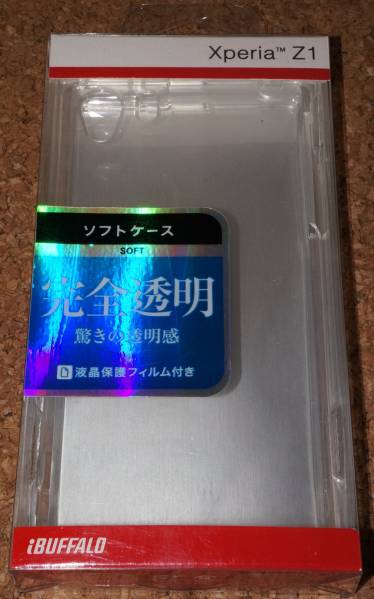 Xperia™ Z1
ソフトケース
SOFT
完全透明
驚きの透明感
液晶保護フィルム付き
iBUFFALO